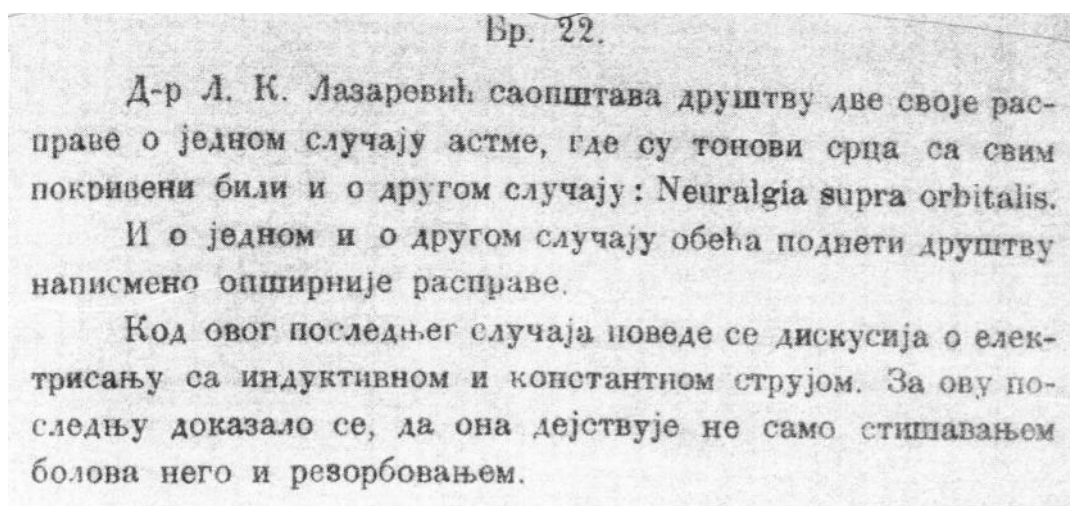 Бр. 22.
Д-р Л. К. Лазаровић саопштава друштву две своје рас-
праве о једном случају астме, где су тонови срца са свим
покривени били и о другом случају: Neuralgia supra orbitalis.
И о једном и о другом случају обећа поднети друштву
написмено опширније расправе.
Код овог последњег случаја поведе се дискусија о елек-
трисању са индуктивном и константном струјом. За ову по-
следњу доказало се, да она дејствује не само стишавањем
болова него и резорбовањем.